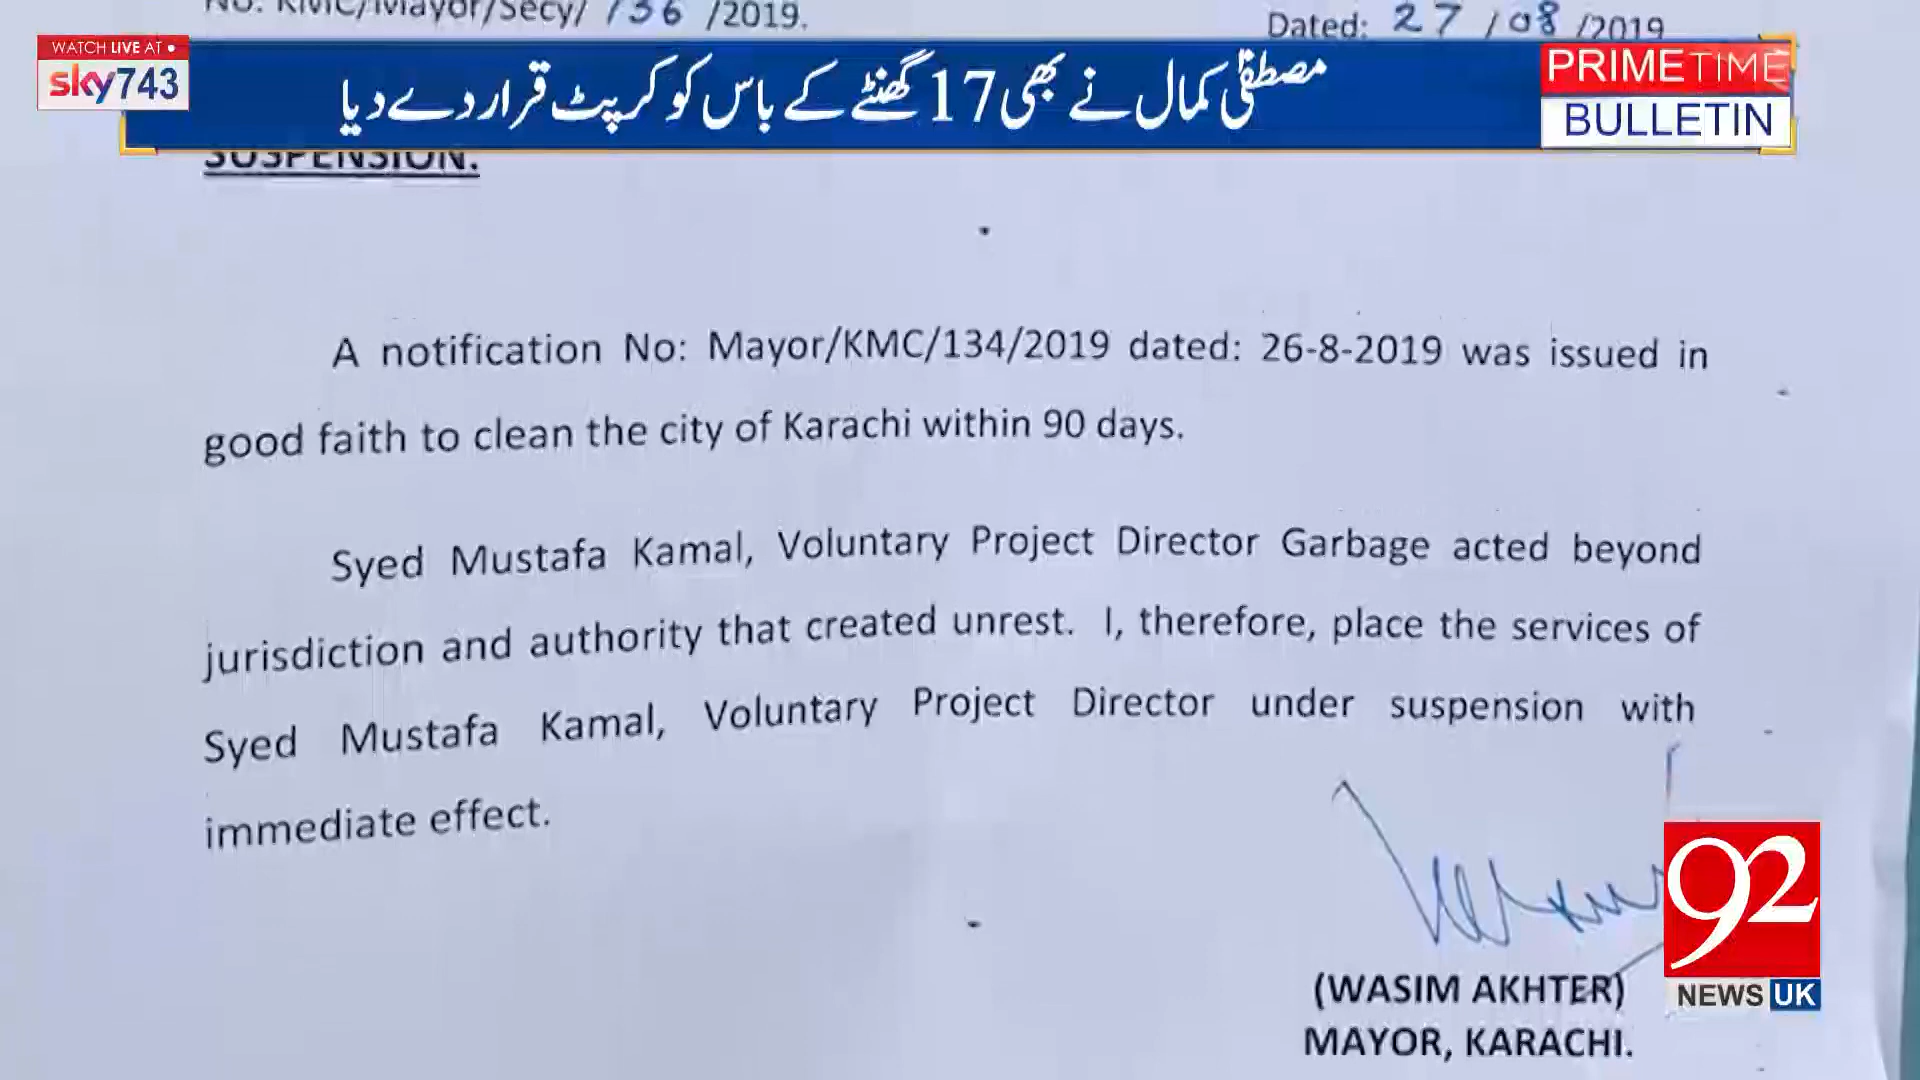 No. KMC/Mayor/Secy/ 136 /2019.
Dated: 27 / 08 /2019
WATCH LIVE AT
sky743
مصطفیٰ کمال نے بھی 17 گھنٹے کے باس کو کرپٹ قرار دے دیا
PRIMETIME
BULLETIN
SUSPENSION.
A notification No: Mayor/KMC/134/2019 dated: 26-8-2019 was issued in
good faith to clean the city of Karachi within 90 days.
Syed Mustafa Kamal, Voluntary Project Director Garbage acted beyond
jurisdiction and authority that created unrest. I, therefore, place the services of
Syed Mustafa Kamal, Voluntary Project Director under suspension with
immediate effect.
(WASIM AKHTER)
MAYOR, KARACHI.
92
NEWS UK